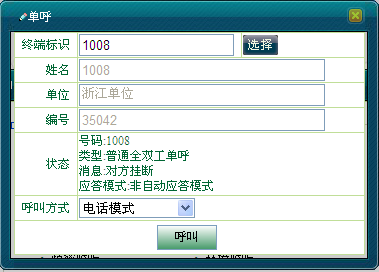 单呼
终端标识 1008 选择
姓名 1008
单位 浙江单位
编号 35042
状态
号码:1008
类型:普通全双工单呼
消息:对方挂断
应答模式:非自动应答模式
呼叫方式 电话模式
呼叫